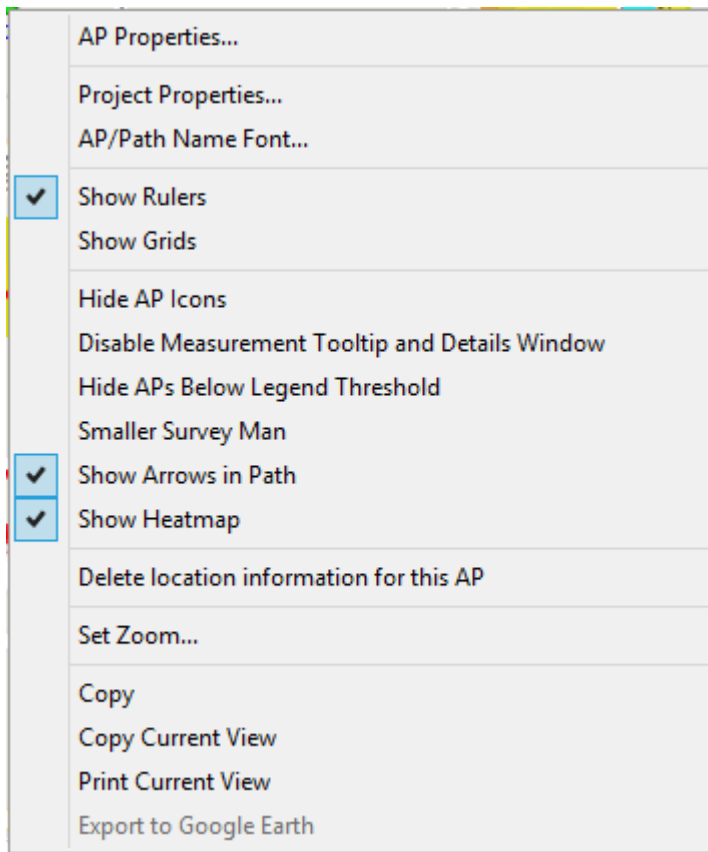 AP Properties...
Project Properties...
AP/Path Name Font...
Show Rulers
Show Grids
Hide AP Icons
Disable Measurement Tooltip and Details Window
Hide APs Below Legend Threshold
Smaller Survey Man
Show Arrows in Path
Show Heatmap
Delete location information for this AP
Set Zoom...
Copy
Copy Current View
Print Current View
Export to Google Earth